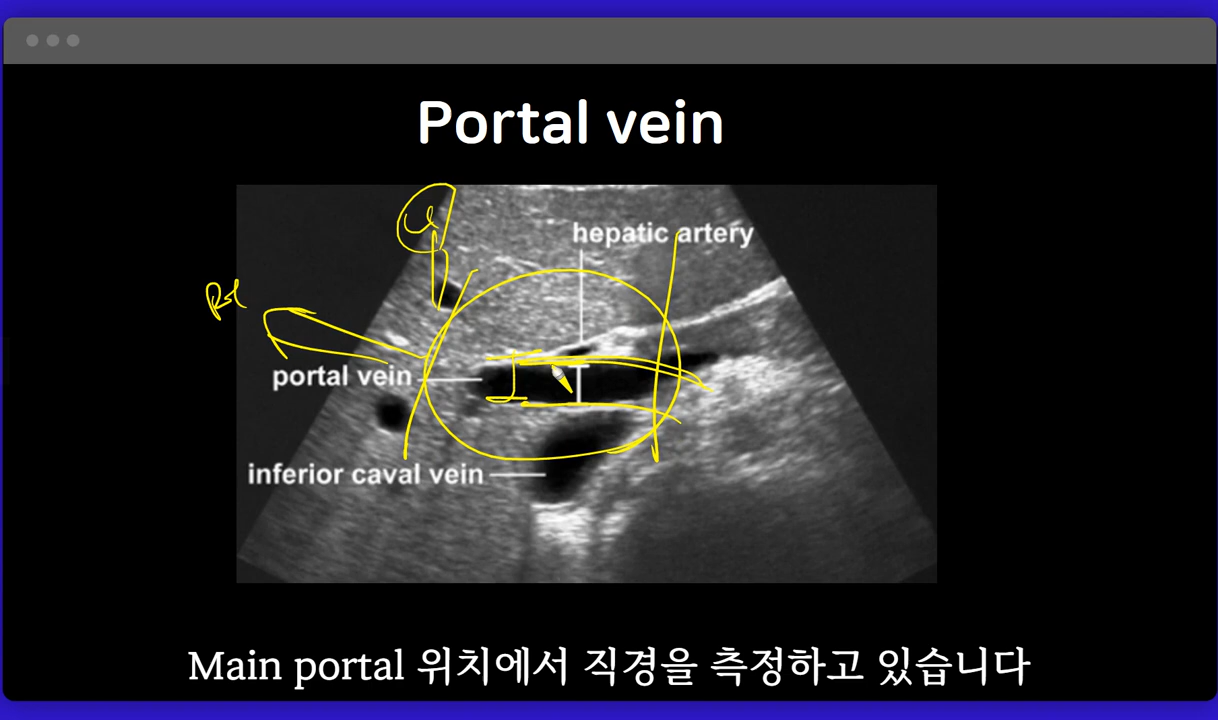 Portal vein
hepatic artery
portal vein
inferior caval vein
Main portal 위치에서 직경을 측정하고 있습니다